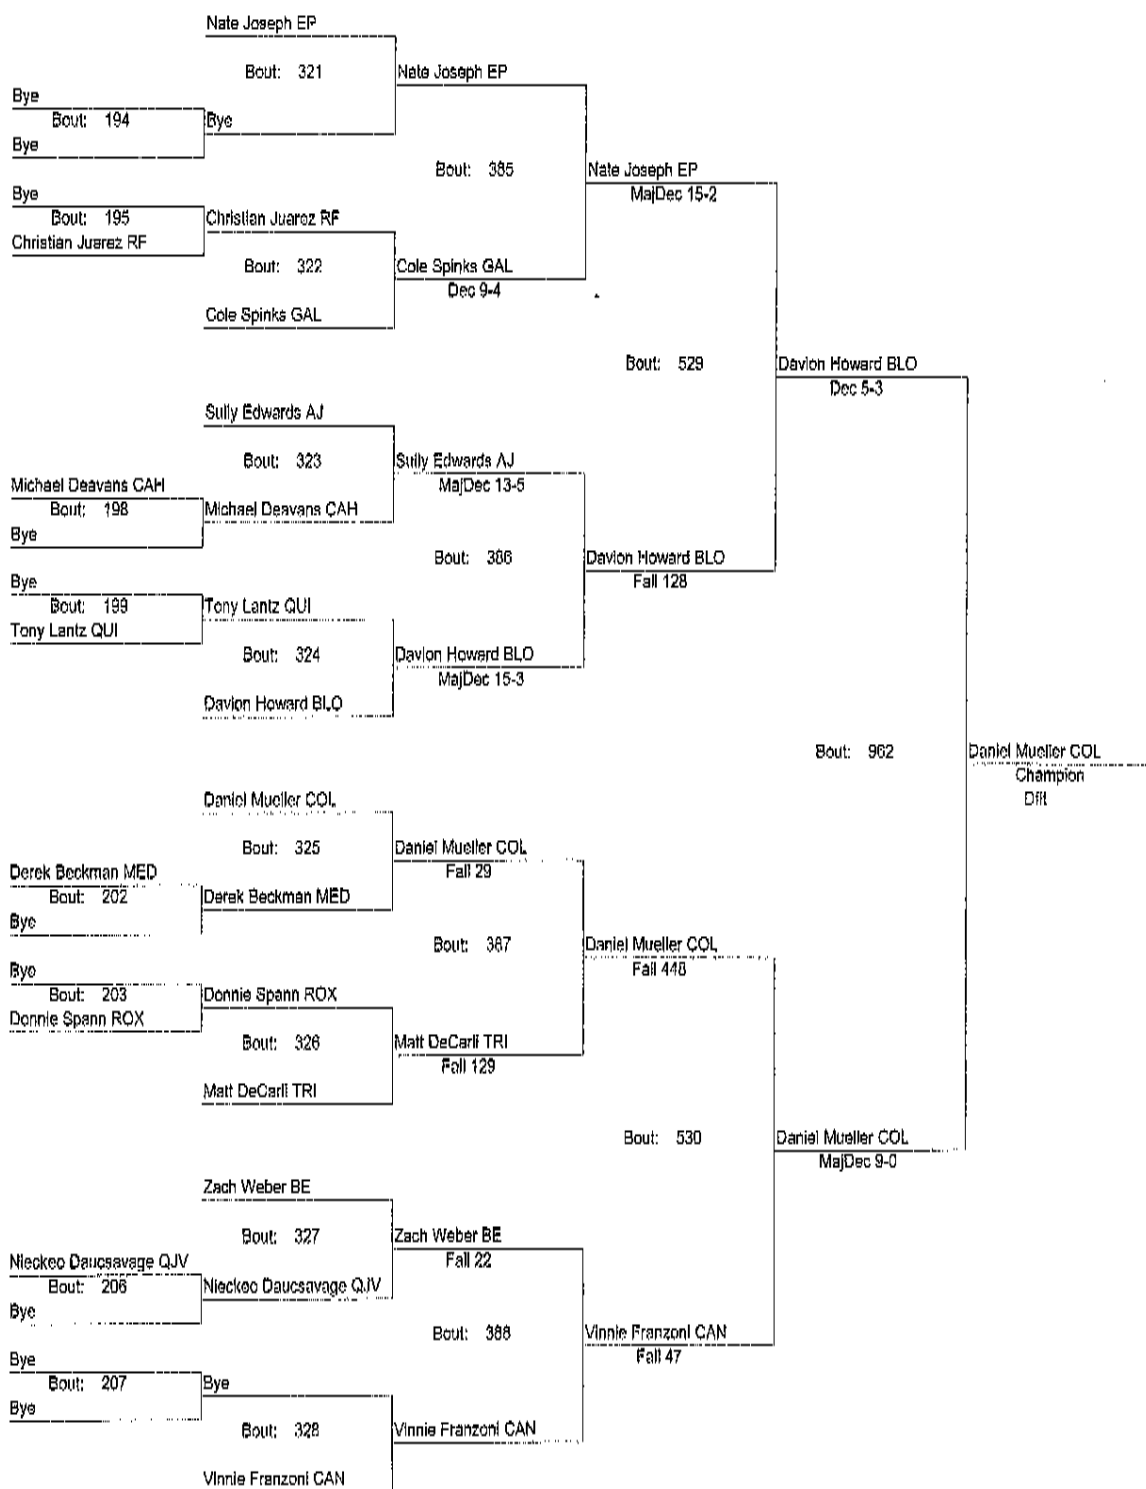 Nate Joseph EP
Bout: 321
Nate Joseph EP
Bye
Bout: 194
Bye
Bye
Bout: 385
Nate Joseph EP
MajDec 15-2
Bye
Bout: 195
Christian Juarez RF
Christian Juarez RF
Bout: 322
Cole Spinks GAL
Dec 9-4
Cole Spinks GAL
Bout: 529
Davion Howard BLO
Dec 5-3
Sully Edwards AJ
Bout: 323
Sully Edwards AJ
MajDec 13-5
Michael Deavans CAH
Bout: 198
Michael Deavans CAH
Bye
Bout: 386
Davion Howard BLO
Fall 128
Bye
Bout: 199
Tony Lantz QUI
Tony Lantz QUI
Bout: 324
Davion Howard BLO
MajDec 15-3
Davion Howard BLO
Bout: 962
Daniel Mueller COL
Champion
Dflt
Daniel Mueller COL
Bout: 325
Daniel Mueller COL
Fall 29
Derek Beckman MED
Bout: 202
Derek Beckman MED
Bye
Bout: 387
Daniel Mueller COL
Fall 448
Bye
Bout: 203
Donnie Spann ROX
Donnie Spann ROX
Bout: 326
Matt DeCarli TRI
Fall 129
Matt DeCarli TRI
Bout: 530
Daniel Mueller COL
MajDec 9-0
Zach Weber BE
Bout: 327
Zach Weber BE
Fall 22
Nieckeo Daucsavage QJV
Bout: 206
Nieckeo Daucsavage QJV
Bye
Bout: 388
Vinnie Franzoni CAN
Fall 47
Bye
Bout: 207
Bye
Bye
Bout: 328
Vinnie Franzoni CAN
Vinnie Franzoni CAN